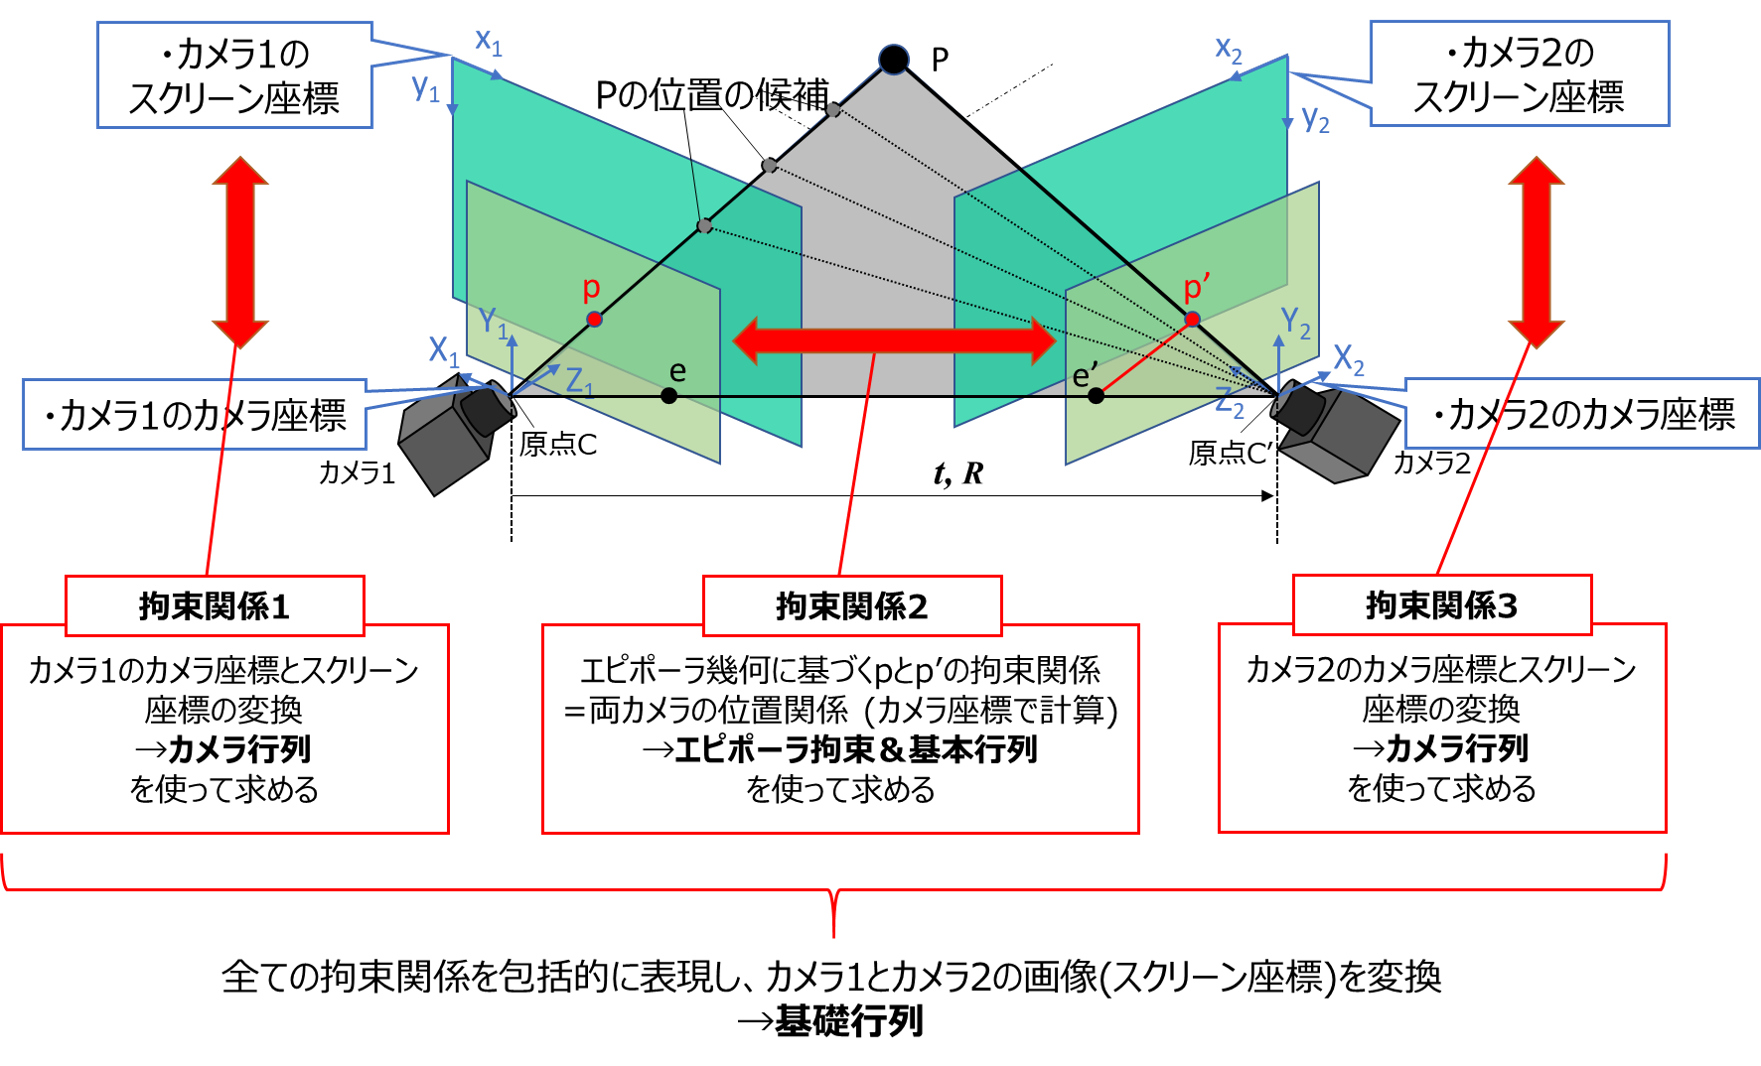 ・カメラ1の
スクリーン座標
x1
y1
Pの位置の候補
P
x2
y2
・カメラ2の
スクリーン座標
p
p′
Y1
X1
Z1
e
e′
Y2
X2
Z2
・カメラ1のカメラ座標
・カメラ2のカメラ座標
原点C
原点C′
カメラ1
カメラ2
t, R
拘束関係1
カメラ1のカメラ座標とスクリーン
座標の変換
→カメラ行列
を使って求める
拘束関係2
エピポーラ幾何に基づくpとp′の拘束関係
＝両カメラの位置関係 (カメラ座標で計算)
→エピポーラ拘束＆基本行列
を使って求める
拘束関係3
カメラ2のカメラ座標とスクリーン
座標の変換
→カメラ行列
を使って求める
全ての拘束関係を包括的に表現し、カメラ1とカメラ2の画像(スクリーン座標)を変換
→基礎行列